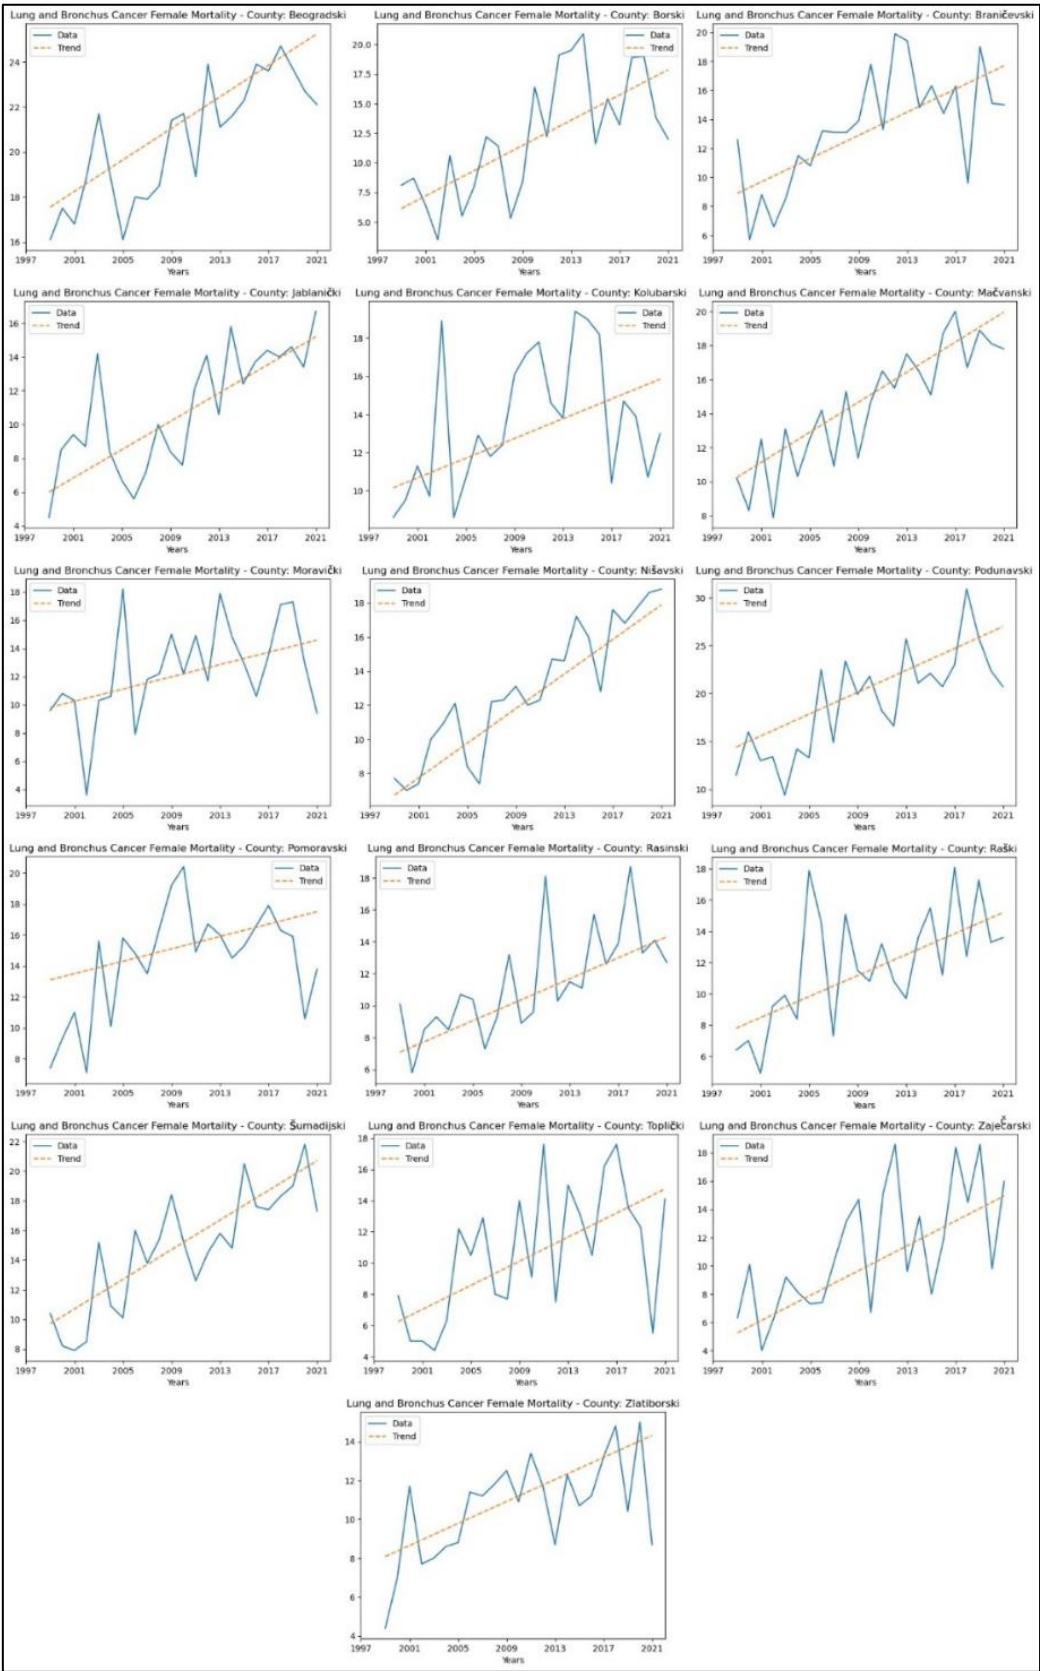 Lung and Bronchus Cancer Female Mortality - County: Beogradski
Data
Trend
24
22
20
18
16
1997 2001 2005 2009 2013 2017 2021
Years
Lung and Bronchus Cancer Female Mortality - County: Borski
Data
Trend
20.0
17.5
15.0
12.5
10.0
7.5
5.0
1997 2001 2005 2009 2013 2017 2021
Years
Lung and Bronchus Cancer Female Mortality - County: Braničevski
Data
Trend
20
18
16
14
12
10
8
6
1997 2001 2005 2009 2013 2017 2021
Years
Lung and Bronchus Cancer Female Mortality - County: Jablanički
Data
Trend
16
14
12
10
8
6
4
1997 2001 2005 2009 2013 2017 2021
Years
Lung and Bronchus Cancer Female Mortality - County: Kolubarski
Data
Trend
18
16
14
12
10
1997 2001 2005 2009 2013 2017 2021
Years
Lung and Bronchus Cancer Female Mortality - County: Mačvanski
Data
Trend
20
18
16
14
12
10
8
1997 2001 2005 2009 2013 2017 2021
Years
Lung and Bronchus Cancer Female Mortality - County: Moravički
Data
Trend
18
16
14
12
10
8
6
4
1997 2001 2005 2009 2013 2017 2021
Years
Lung and Bronchus Cancer Female Mortality - County: Nišavski
Data
Trend
18
16
14
12
10
8
1997 2001 2005 2009 2013 2017 2021
Years
Lung and Bronchus Cancer Female Mortality - County: Podunavski
Data
Trend
30
25
20
15
10
1997 2001 2005 2009 2013 2017 2021
Years
Lung and Bronchus Cancer Female Mortality - County: Pomoravski
Data
Trend
20
18
16
14
12
10
8
1997 2001 2005 2009 2013 2017 2021
Years
Lung and Bronchus Cancer Female Mortality - County: Rasinski
Data
Trend
18
16
14
12
10
8
6
1997 2001 2005 2009 2013 2017 2021
Years
Lung and Bronchus Cancer Female Mortality - County: Raški
Data
Trend
18
16
14
12
10
8
6
1997 2001 2005 2009 2013 2017 2021
Years
Lung and Bronchus Cancer Female Mortality - County: Šumadijski
Data
Trend
22
20
18
16
14
12
10
8
1997 2001 2005 2009 2013 2017 2021
Years
Lung and Bronchus Cancer Female Mortality - County: Toplički
Data
Trend
18
16
14
12
10
8
6
4
1997 2001 2005 2009 2013 2017 2021
Years
Lung and Bronchus Cancer Female Mortality - County: Zaječarski
Data
Trend
18
16
14
12
10
8
6
4
1997 2001 2005 2009 2013 2017 2021
Years
Lung and Bronchus Cancer Female Mortality - County: Zlatiborski
Data
Trend
14
12
10
8
6
4
1997 2001 2005 2009 2013 2017 2021
Years